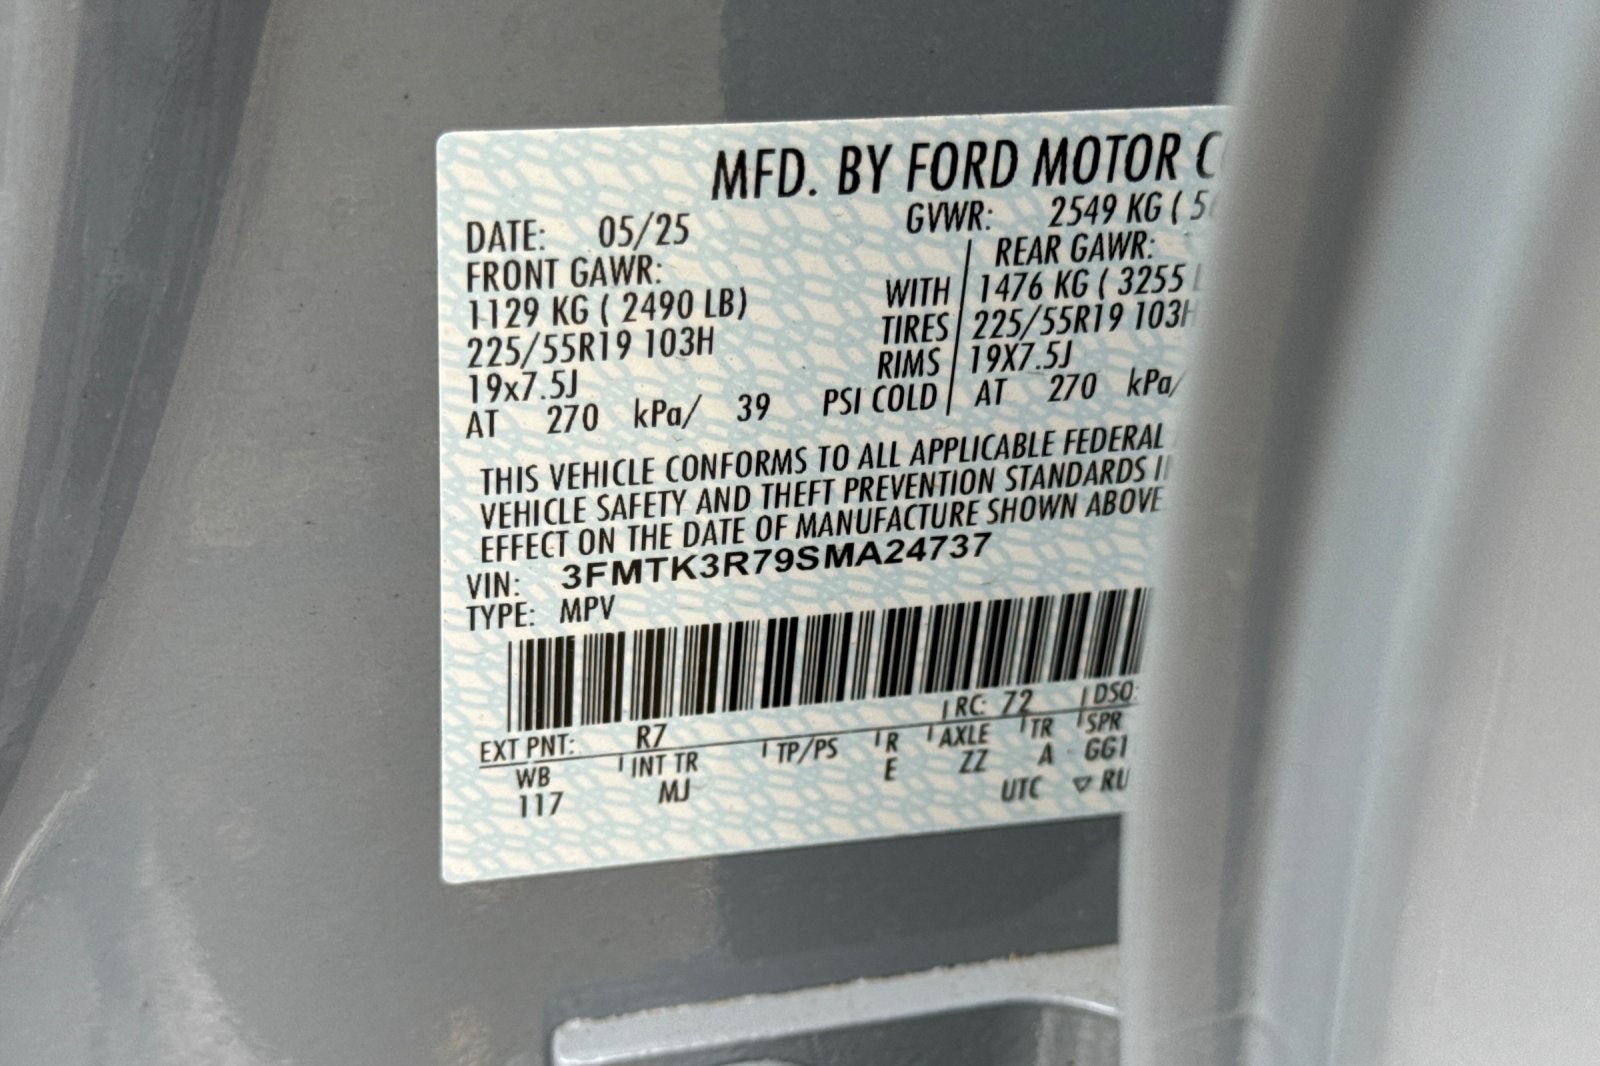 MFD. BY FORD MOTOR
DATE: 05/25 GVWR: 2549 KG (
FRONT GAWR: REAR GAWR:
1129 KG ( 2490 LB) WITH 1476 KG ( 3255
225/55R19 103H TIRES 225/55R19 103H
19x7.5J RIMS 19X7.5J
AT 270 kPa/ 39 PSI COLD AT 270 kPa/
THIS VEHICLE CONFORMS TO ALL APPLICABLE FEDERAL
VEHICLE SAFETY AND THEFT PREVENTION STANDARDS
EFFECT ON THE DATE OF MANUFACTURE SHOWN ABOVE
VIN: 3FMTK3R79SMA24737
TYPE: MPV
EXT PNT: R7 RC: 72 DSO:
WB INT TR TP/PS R AXLE TR SPR
117 MJ E ZZ A GG1
UTC ▽ RU